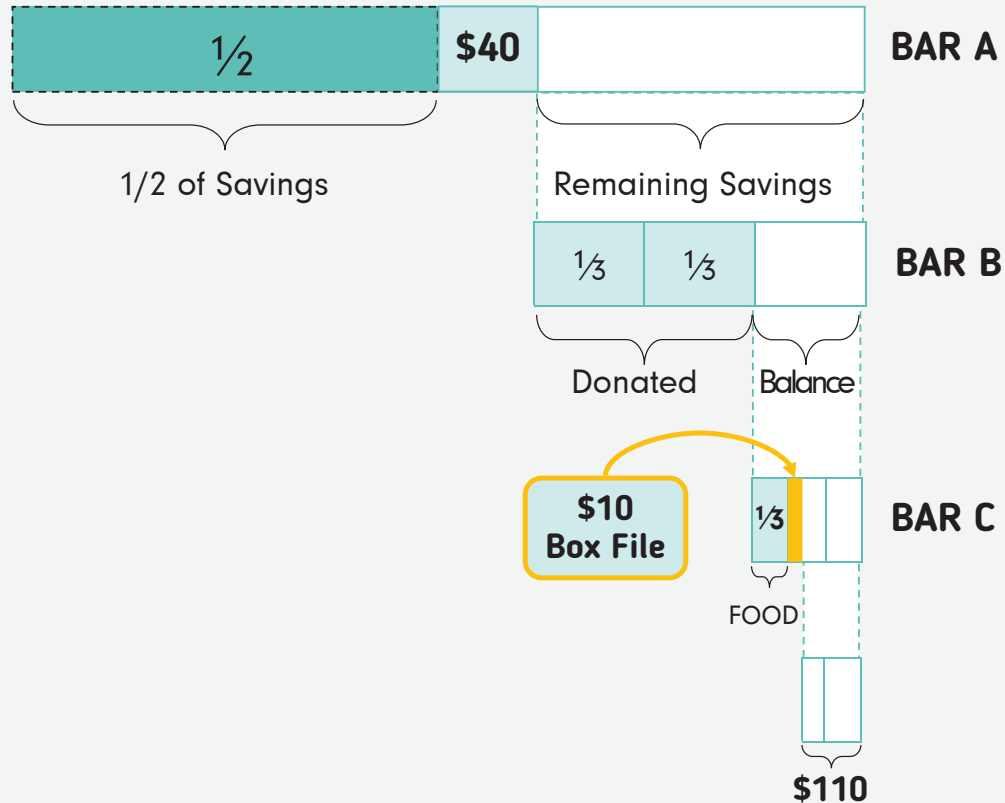 ½
$40
BAR A
1/2 of Savings
Remaining Savings
⅓
⅓
BAR B
Donated
Balance
$10
Box File
⅓
BAR C
FOOD
$110